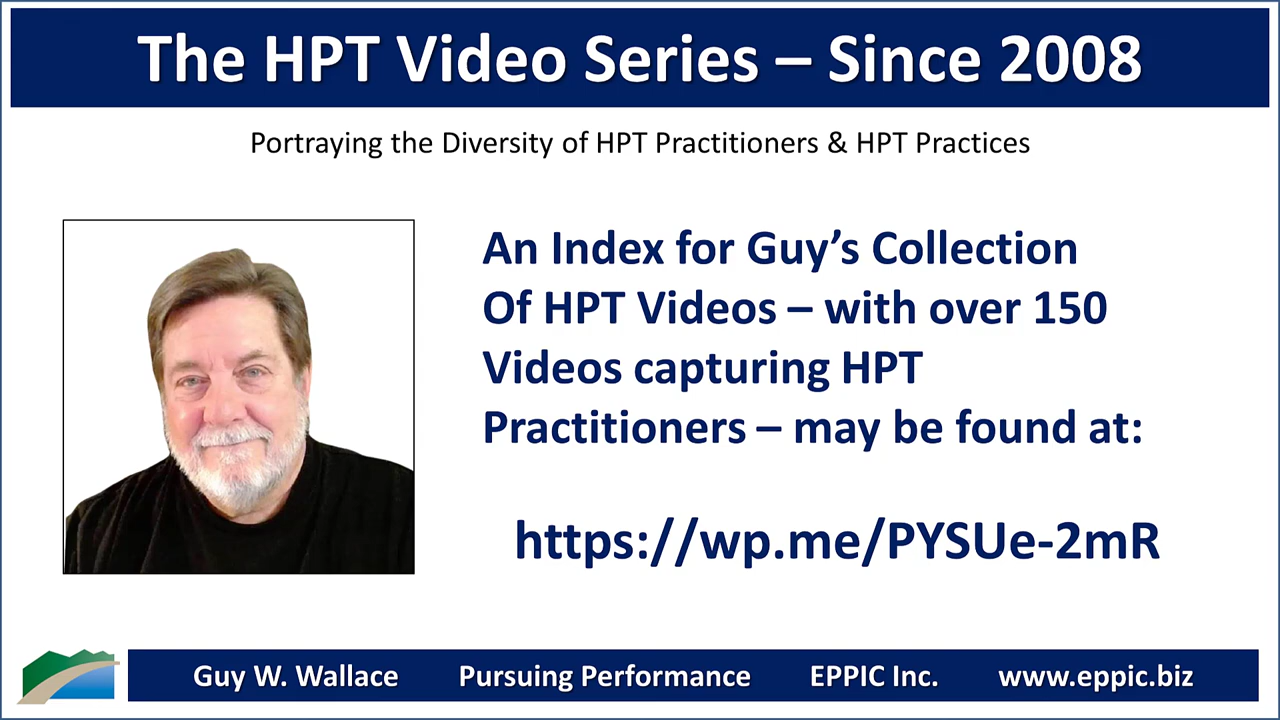 The HPT Video Series – Since 2008
Portraying the Diversity of HPT Practitioners & HPT Practices
An Index for Guy’s Collection
Of HPT Videos – with over 150
Videos capturing HPT
Practitioners – may be found at:
https://wp.me/PYSUe-2mR
Guy W. Wallace Pursuing Performance EPPIC Inc. www.eppic.biz